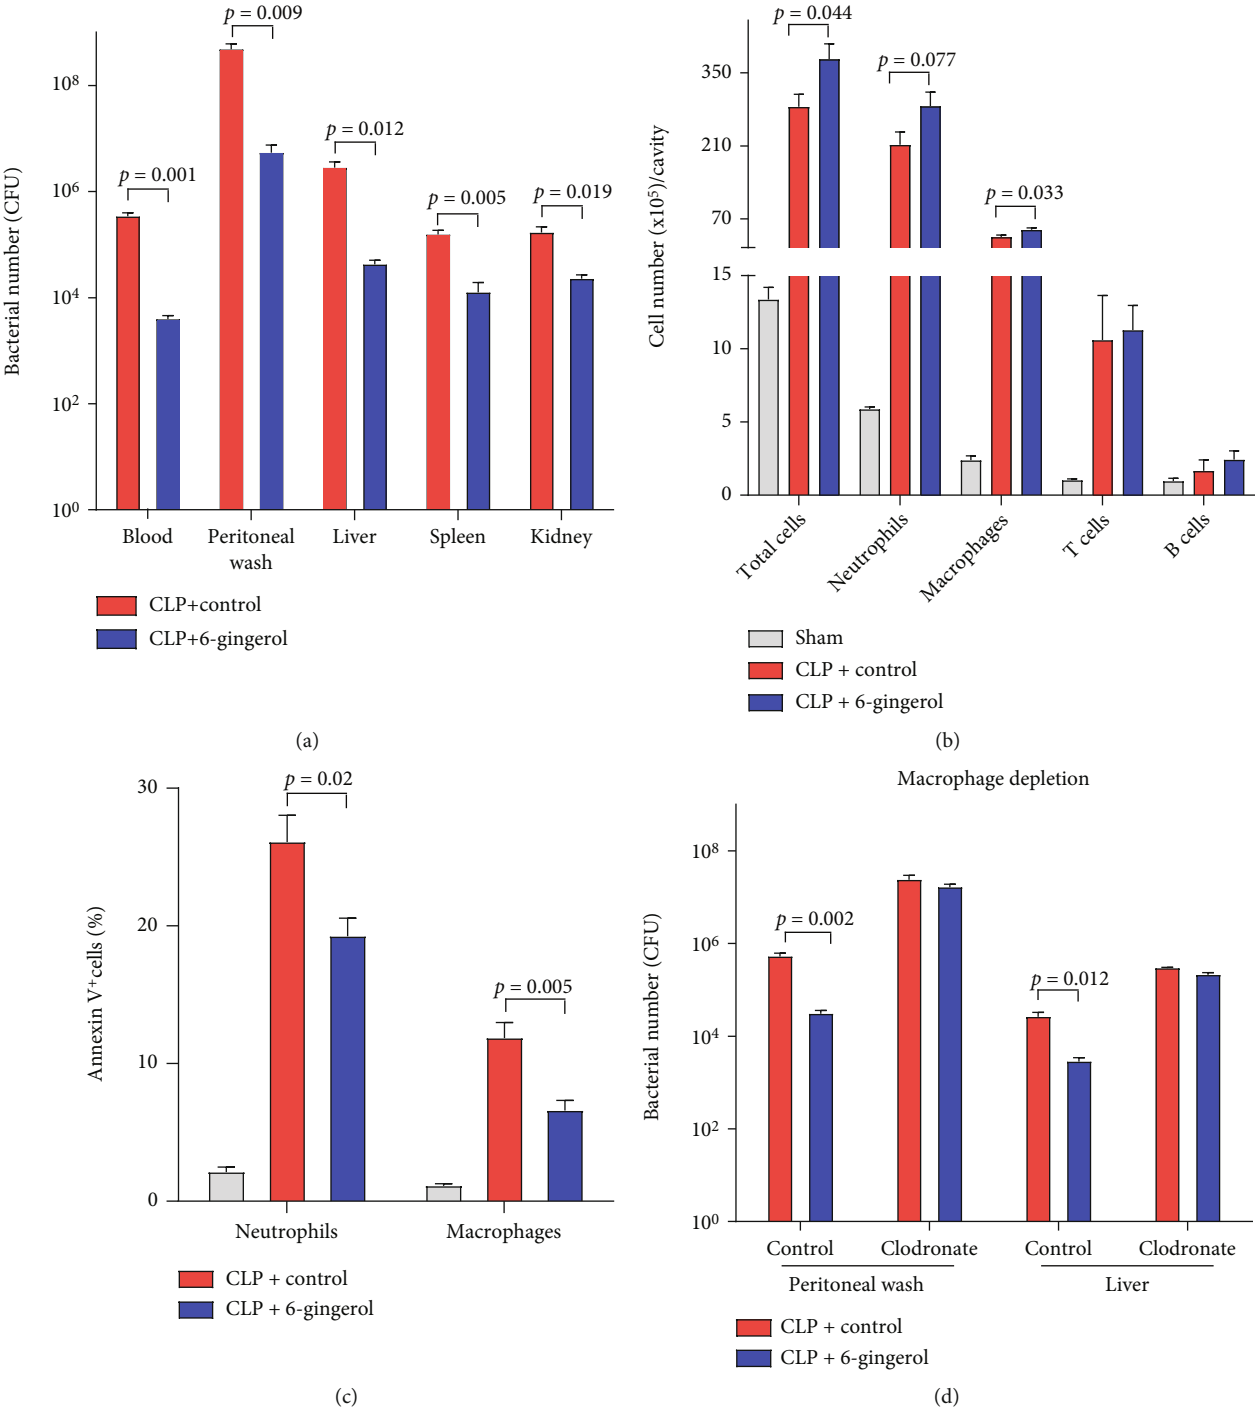 p = 0.009
p = 0.012
p = 0.001
p = 0.005
p = 0.019
Bacterial number (CFU)
10⁸
10⁶
10⁴
10²
10⁰
Blood
Peritoneal
wash
Liver
Spleen
Kidney
CLP+control
CLP+6-gingerol
(a)
p = 0.044
p = 0.077
p = 0.033
Cell number (x10⁵)/cavity
350
210
70
15
10
5
0
Total cells
Neutrophils
Macrophages
T cells
B cells
Sham
CLP + control
CLP + 6-gingerol
(b)
p = 0.02
p = 0.005
Annexin V⁺cells (%)
30
20
10
0
Neutrophils
Macrophages
CLP + control
CLP + 6-gingerol
(c)
Macrophage depletion
p = 0.002
p = 0.012
Bacterial number (CFU)
10⁸
10⁶
10⁴
10²
10⁰
Control
Clodronate
Control
Clodronate
Peritoneal wash
Liver
CLP + control
CLP + 6-gingerol
(d)